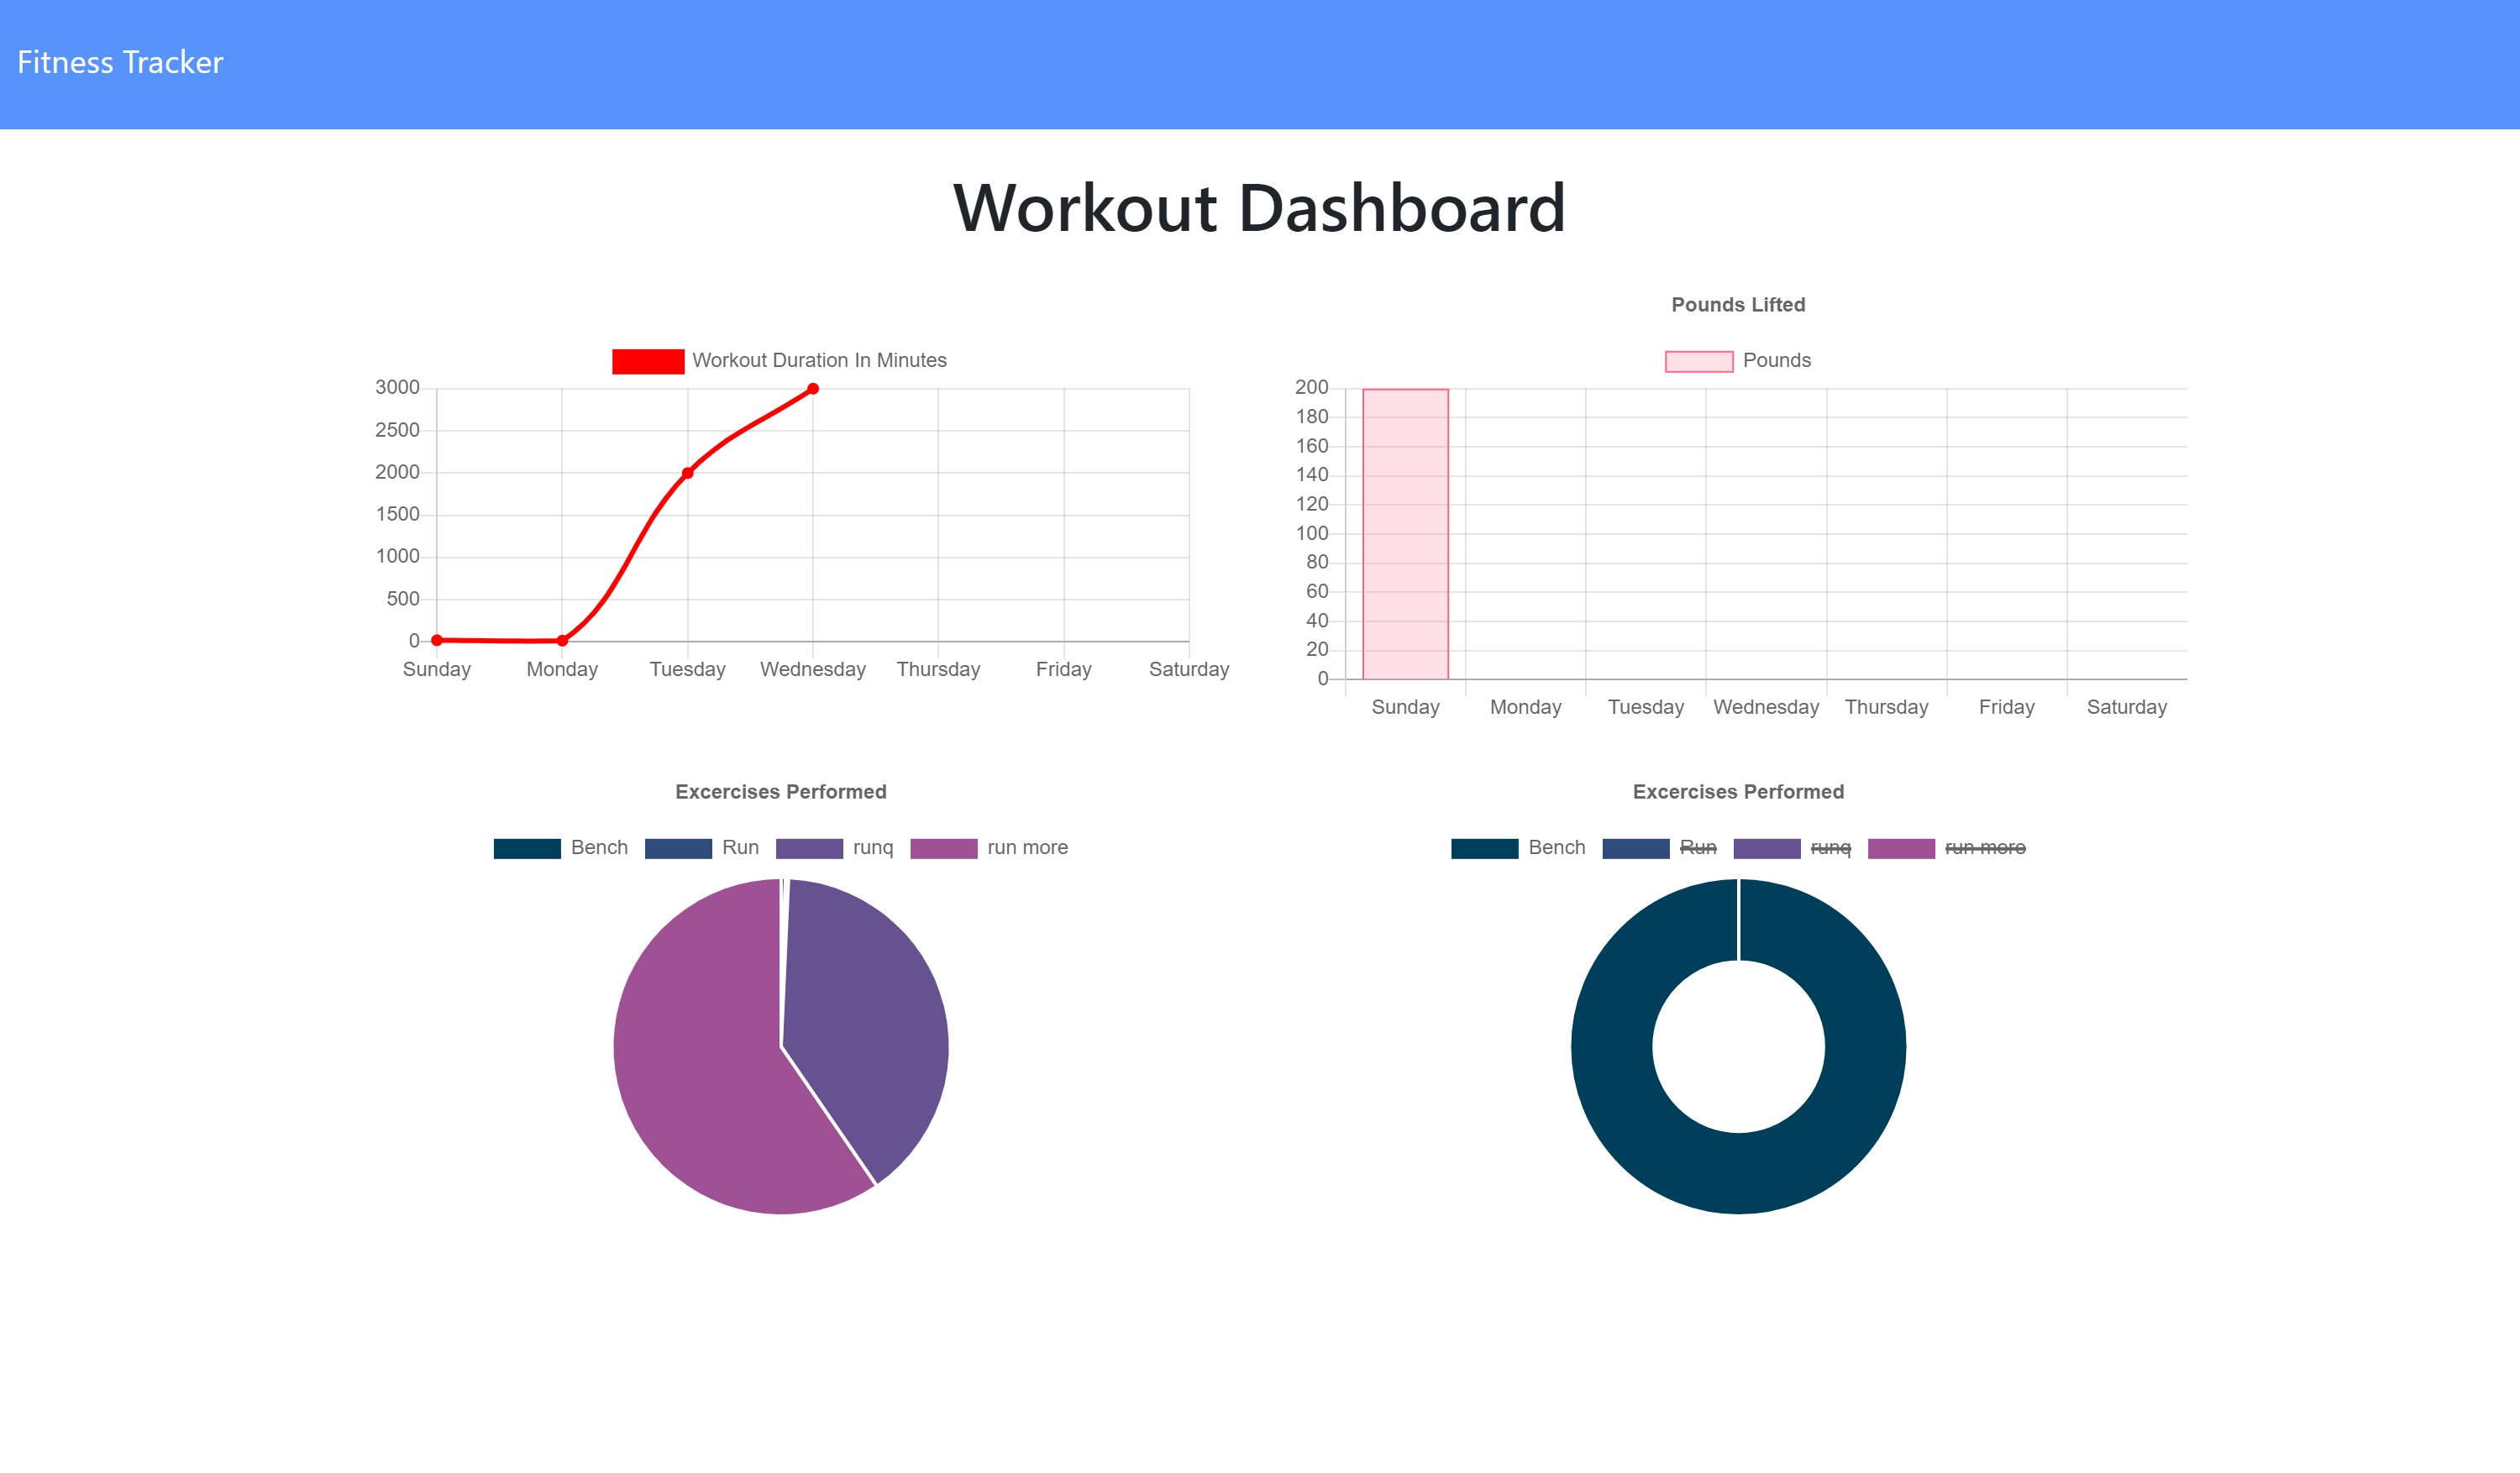 Fitness Tracker
Workout Dashboard
Workout Duration In Minutes
3000
2500
2000
1500
1000
500
0
Sunday Monday Tuesday Wednesday Thursday Friday Saturday
Pounds Lifted
Pounds
200
180
160
140
120
100
80
60
40
20
0
Sunday Monday Tuesday Wednesday Thursday Friday Saturday
Excercises Performed
Bench Run runq run more
Excercises Performed
Bench Run runq run more